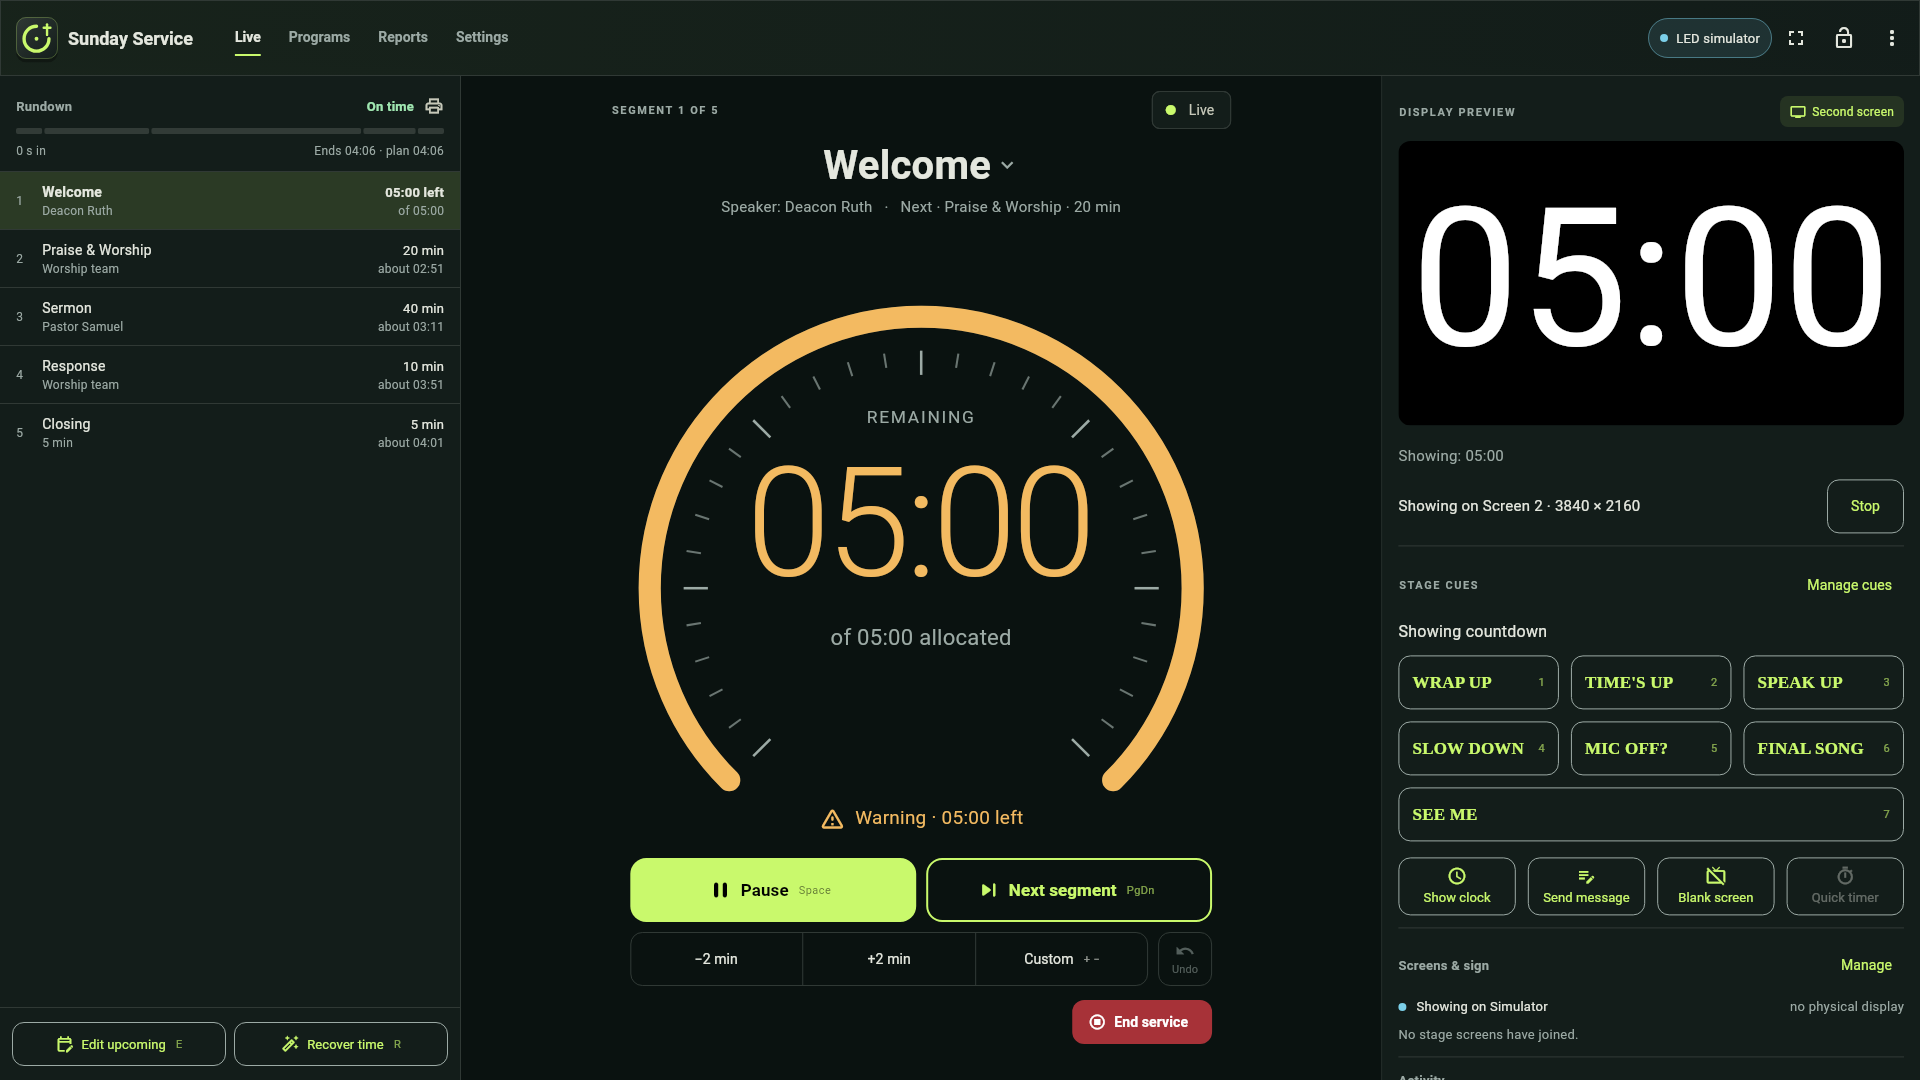 Sunday Service
Live
Programs
Reports
Settings
LED simulator
Rundown
On time
0 s in
Ends 04:06 · plan 04:06
1
Welcome
05:00 left
Deacon Ruth
of 05:00
2
Praise & Worship
20 min
Worship team
about 02:51
3
Sermon
40 min
Pastor Samuel
about 03:11
4
Response
10 min
Worship team
about 03:51
5
Closing
5 min
5 min
about 04:01
Edit upcoming E
Recover time R
SEGMENT 1 OF 5
Live
Welcome
Speaker: Deacon Ruth · Next · Praise & Worship · 20 min
REMAINING
05:00
of 05:00 allocated
Warning · 05:00 left
Pause Space
Next segment PgDn
−2 min
+2 min
Custom + −
Undo
End service
DISPLAY PREVIEW
Second screen
05:00
Showing: 05:00
Showing on Screen 2 · 3840 × 2160
Stop
STAGE CUES
Manage cues
Showing countdown
WRAP UP 1
TIME'S UP 2
SPEAK UP 3
SLOW DOWN 4
MIC OFF? 5
FINAL SONG 6
SEE ME 7
Show clock
Send message
Blank screen
Quick timer
Screens & sign
Manage
Showing on Simulator
no physical display
No stage screens have joined.
Activity